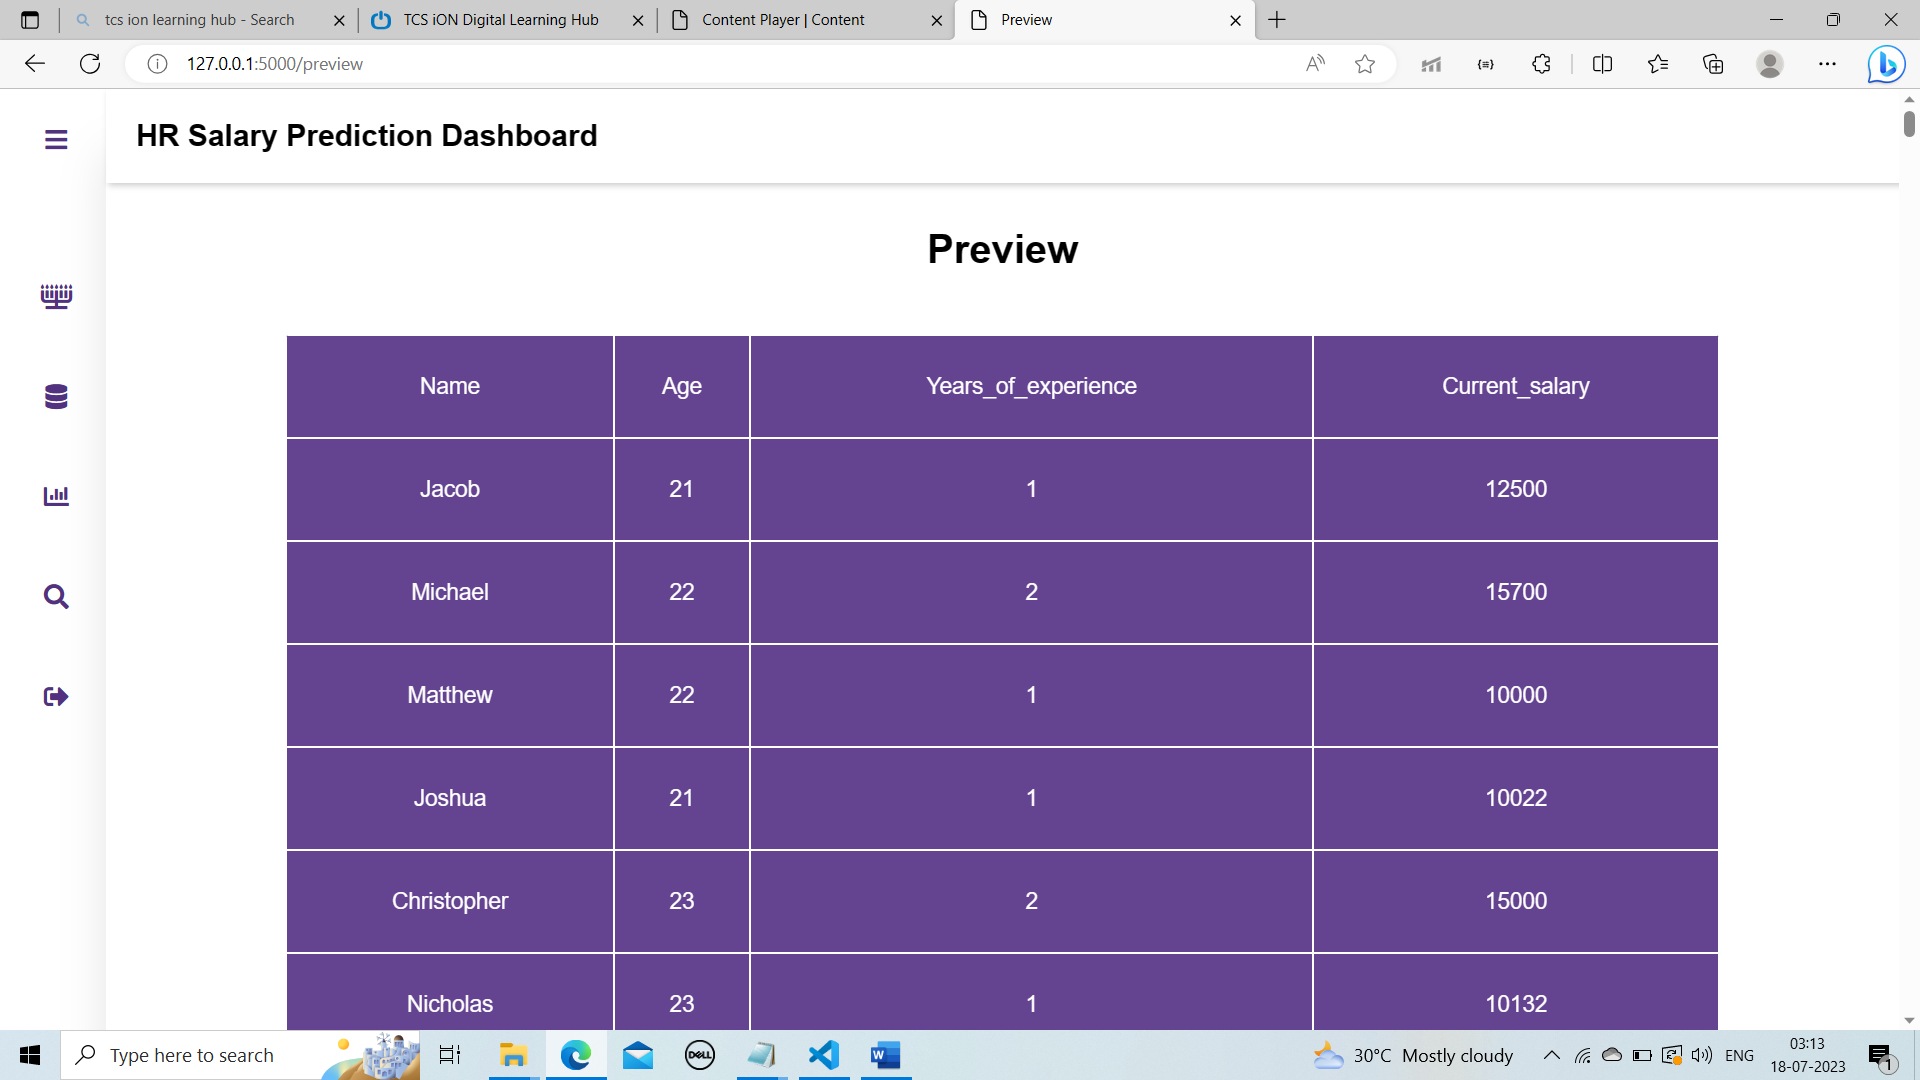 tcs ion learning hub - Search
TCS iON Digital Learning Hub
Content Player | Content
Preview
127.0.0.1:5000/preview
HR Salary Prediction Dashboard
Preview
Name Age Years_of_experience Current_salary
Jacob 21 1 12500
Michael 22 2 15700
Matthew 22 1 10000
Joshua 21 1 10022
Christopher 23 2 15000
Nicholas 23 1 10132
Type here to search
DELL
30°C Mostly cloudy
ENG
03:13
18-07-2023
1